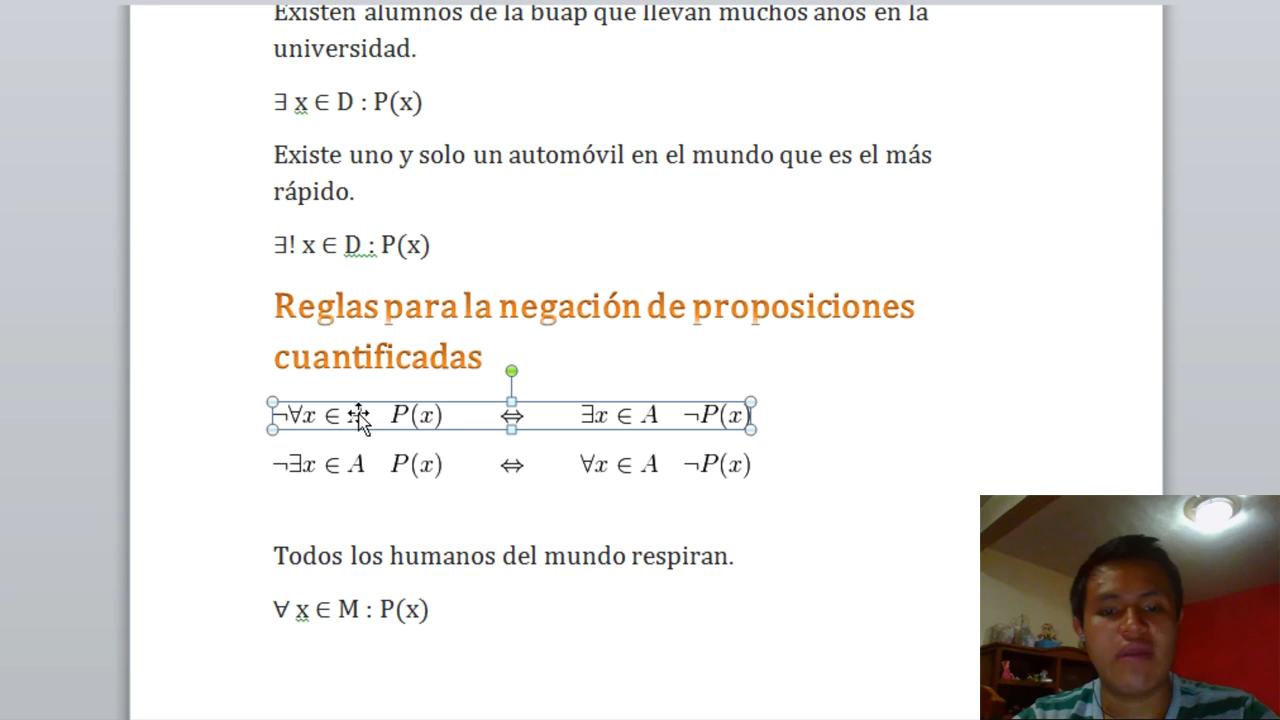 Existen alumnos de la buap que llevan muchos años en la
universidad.
∃ x ∈ D : P(x)
Existe uno y solo un automóvil en el mundo que es el más
rápido.
∃! x ∈ D : P(x)
Reglas para la negación de proposiciones
cuantificadas
¬∀x ∈ P(x) ⇔ ∃x ∈ A ¬P(x)
¬∃x ∈ A P(x) ⇔ ∀x ∈ A ¬P(x)
Todos los humanos del mundo respiran.
∀ x ∈ M : P(x)